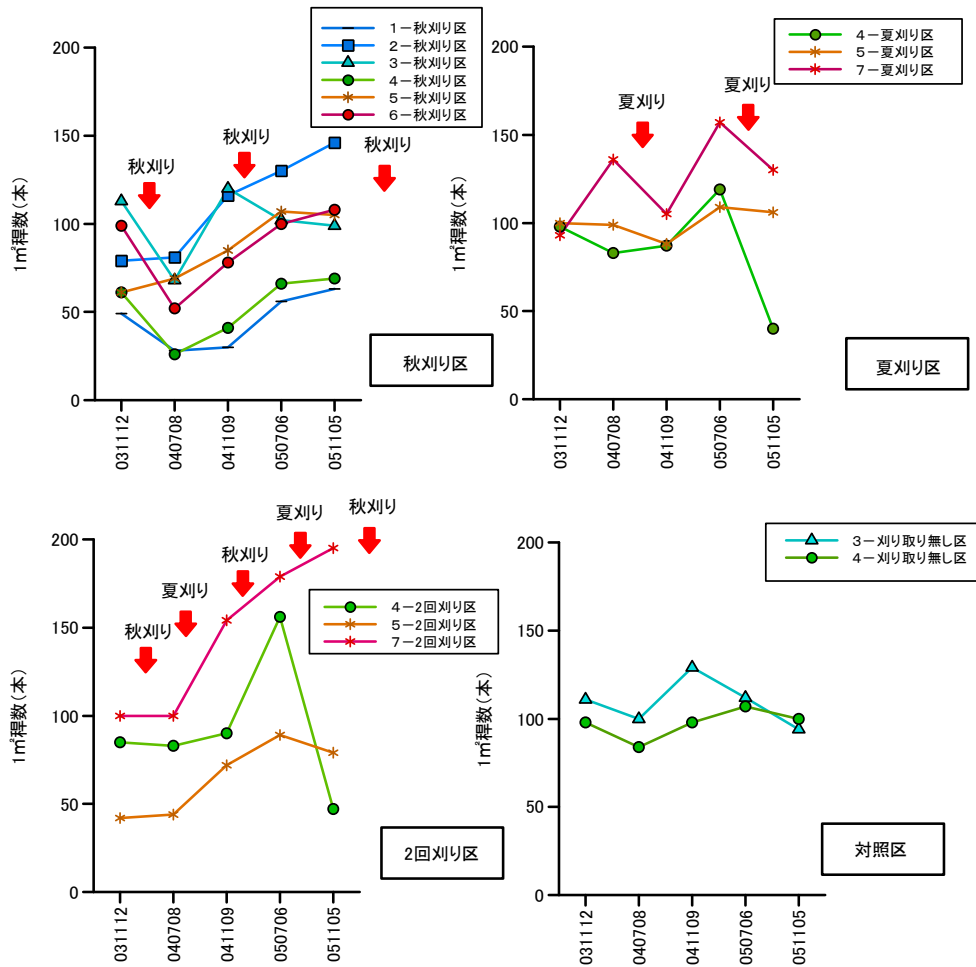 1－秋刈り区
2－秋刈り区
3－秋刈り区
4－秋刈り区
5－秋刈り区
6－秋刈り区
200
150
100
50
0
1㎡稈数(本)
秋刈り
秋刈り
秋刈り
秋刈り区
031112
040708
041109
050706
051105
4－夏刈り区
5－夏刈り区
7－夏刈り区
200
150
100
50
0
1㎡稈数(本)
夏刈り
夏刈り
夏刈り区
031112
040708
041109
050706
051105
秋刈り
夏刈り
秋刈り
夏刈り
秋刈り
4－2回刈り区
5－2回刈り区
7－2回刈り区
200
150
100
50
0
1㎡稈数(本)
2回刈り区
031112
040708
041109
050706
051105
3－刈り取り無し区
4－刈り取り無し区
200
150
100
50
0
1㎡稈数(本)
対照区
031112
040708
041109
050706
051105